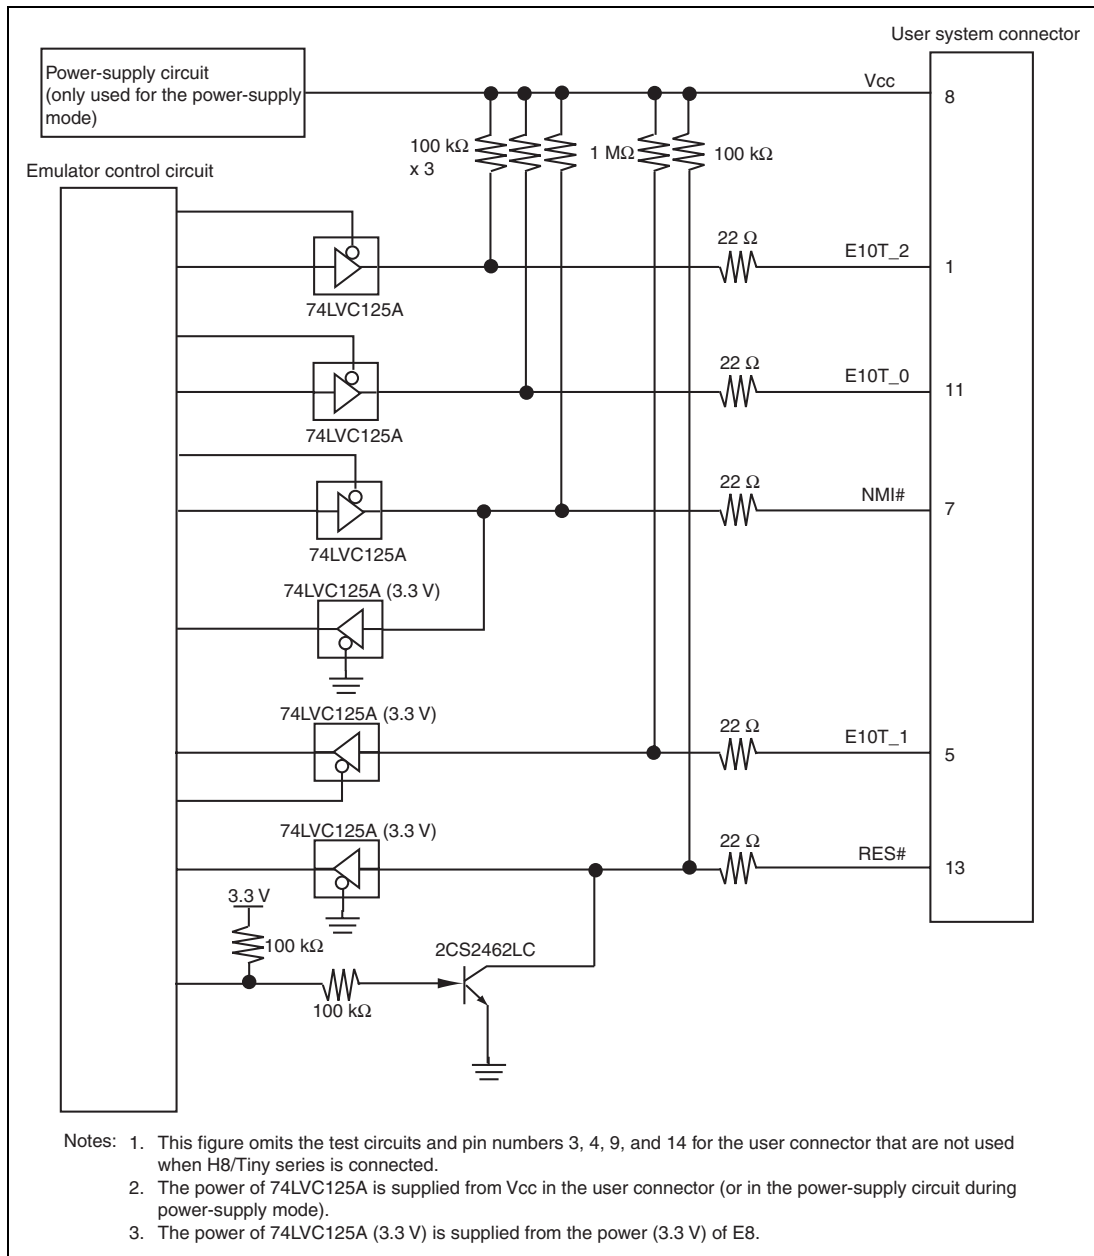 User system connector
Power-supply circuit
(only used for the power-supply
mode)
Vcc
8
100 kΩ
x 3
1 MΩ
100 kΩ
Emulator control circuit
22 Ω
E10T_2
1
74LVC125A
22 Ω
E10T_0
11
74LVC125A
22 Ω
NMI#
7
74LVC125A
74LVC125A (3.3 V)
74LVC125A (3.3 V)
22 Ω
E10T_1
5
74LVC125A (3.3 V)
22 Ω
RES#
13
3.3 V
100 kΩ
2CS2462LC
100 kΩ
Notes: 1. This figure omits the test circuits and pin numbers 3, 4, 9, and 14 for the user connector that are not used
when H8/Tiny series is connected.
2. The power of 74LVC125A is supplied from Vcc in the user connector (or in the power-supply circuit during
power-supply mode).
3. The power of 74LVC125A (3.3 V) is supplied from the power (3.3 V) of E8.